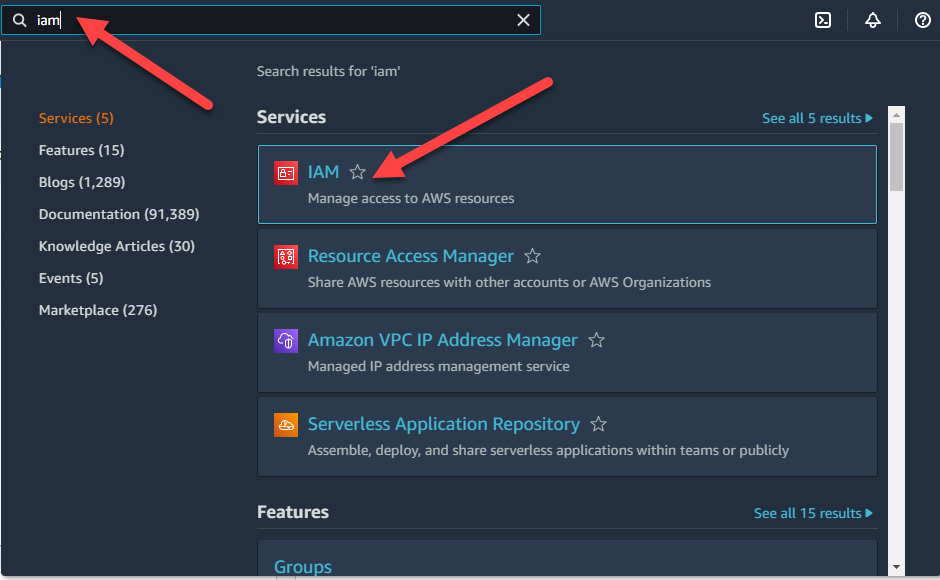 iam
Search results for 'iam'
Services (5)
Features (15)
Blogs (1,289)
Documentation (91,389)
Knowledge Articles (30)
Events (5)
Marketplace (276)
Services
See all 5 results
IAM
Manage access to AWS resources
Resource Access Manager
Share AWS resources with other accounts or AWS Organizations
Amazon VPC IP Address Manager
Managed IP address management service
Serverless Application Repository
Assemble, deploy, and share serverless applications within teams or publicly
Features
See all 15 results
Groups